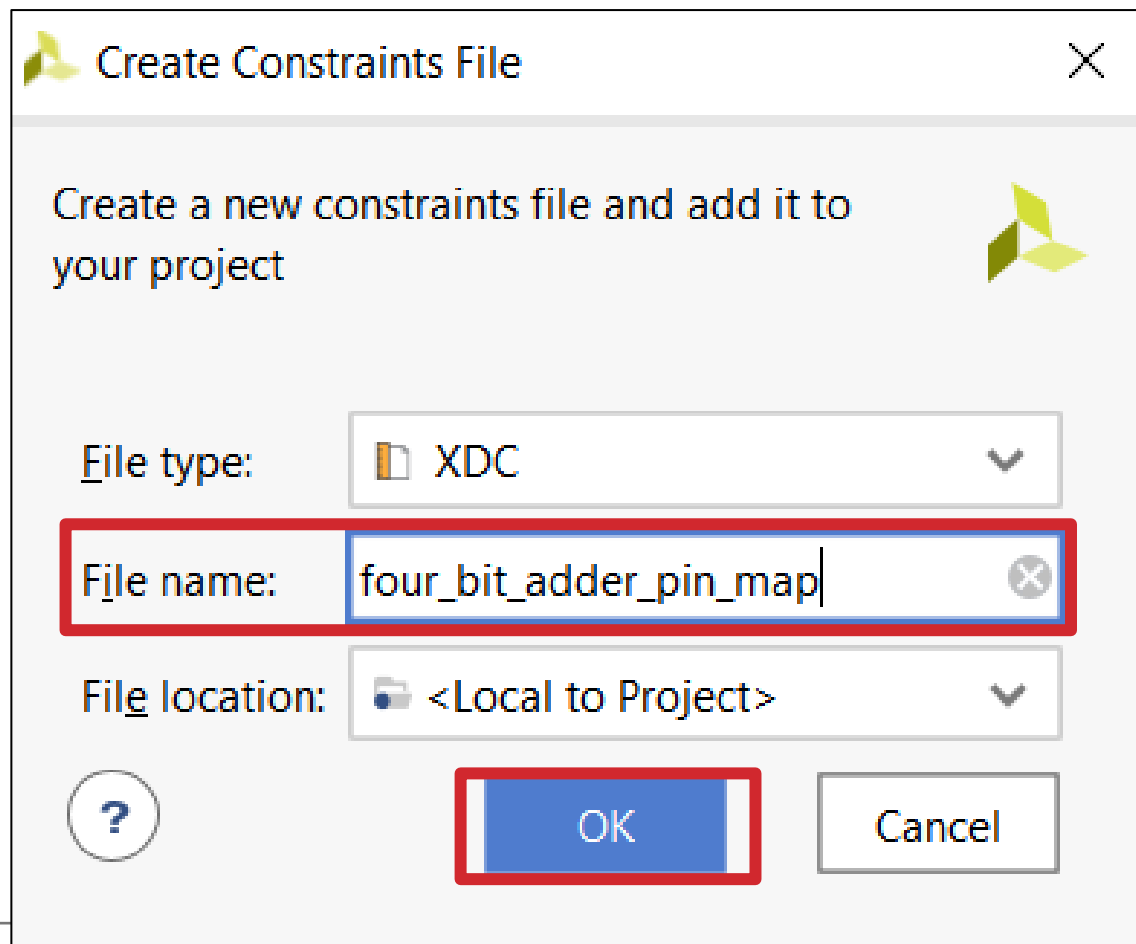 Create Constraints File
Create a new constraints file and add it to
your project
File type: XDC
File name: four_bit_adder_pin_map
File location: <Local to Project>
? OK Cancel